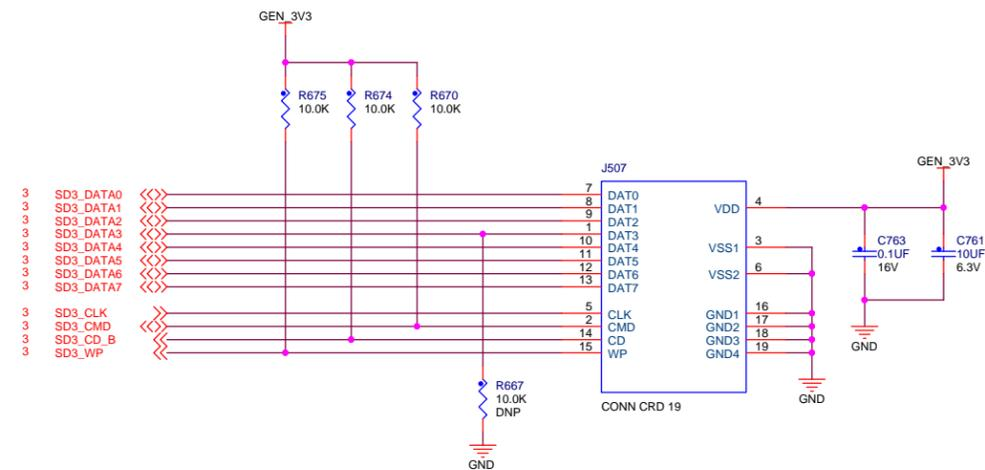 GEN_3V3
R675
10.0K
R674
10.0K
R670
10.0K
J507
GEN_3V3
3 SD3_DATA0 7 DAT0
3 SD3_DATA1 8 DAT1
3 SD3_DATA2 9 DAT2
3 SD3_DATA3 1 DAT3
3 SD3_DATA4 10 DAT4
3 SD3_DATA5 11 DAT5
3 SD3_DATA6 12 DAT6
3 SD3_DATA7 13 DAT7
3 SD3_CLK 5 CLK
3 SD3_CMD 2 CMD
3 SD3_CD_B 14 CD
3 SD3_WP 15 WP
VDD 4
VSS1 3
VSS2 6
GND1 16
GND2 17
GND3 18
GND4 19
C763
0.1UF
16V
C761
10UF
6.3V
GND
GND
R667
10.0K
DNP
GND
CONN CRD 19